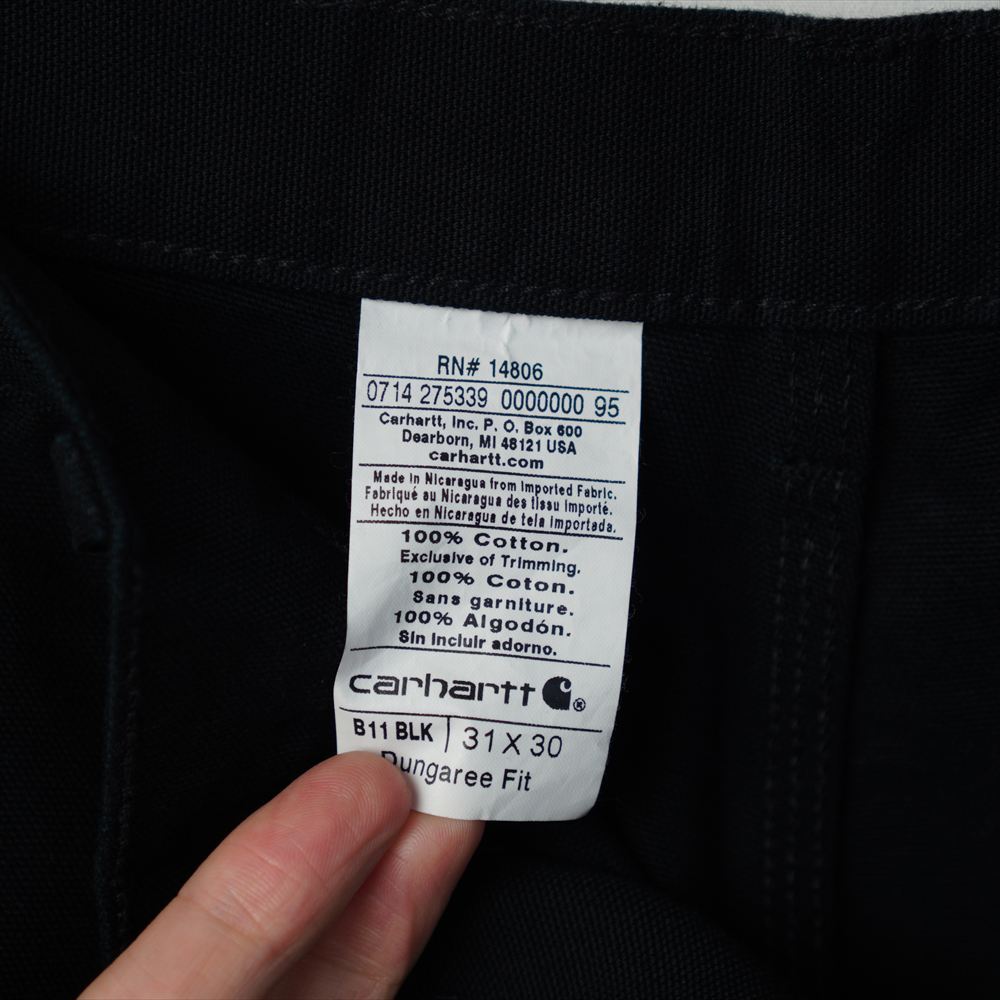 RN# 14806
0714 275339 0000000 95
Carhartt, Inc. P. O. Box 600
Dearborn, MI 48121 USA
carhartt.com
Made in Nicaragua from Imported Fabric.
Fabriqué au Nicaragua des tissu importé.
Hecho en Nicaragua de tela importada.
100% Cotton.
Exclusive of Trimming.
100% Coton.
Sans garniture.
100% Algodón.
Sin incluir adorno.
carhartt ®
B11 BLK 31 X 30
Dungaree Fit